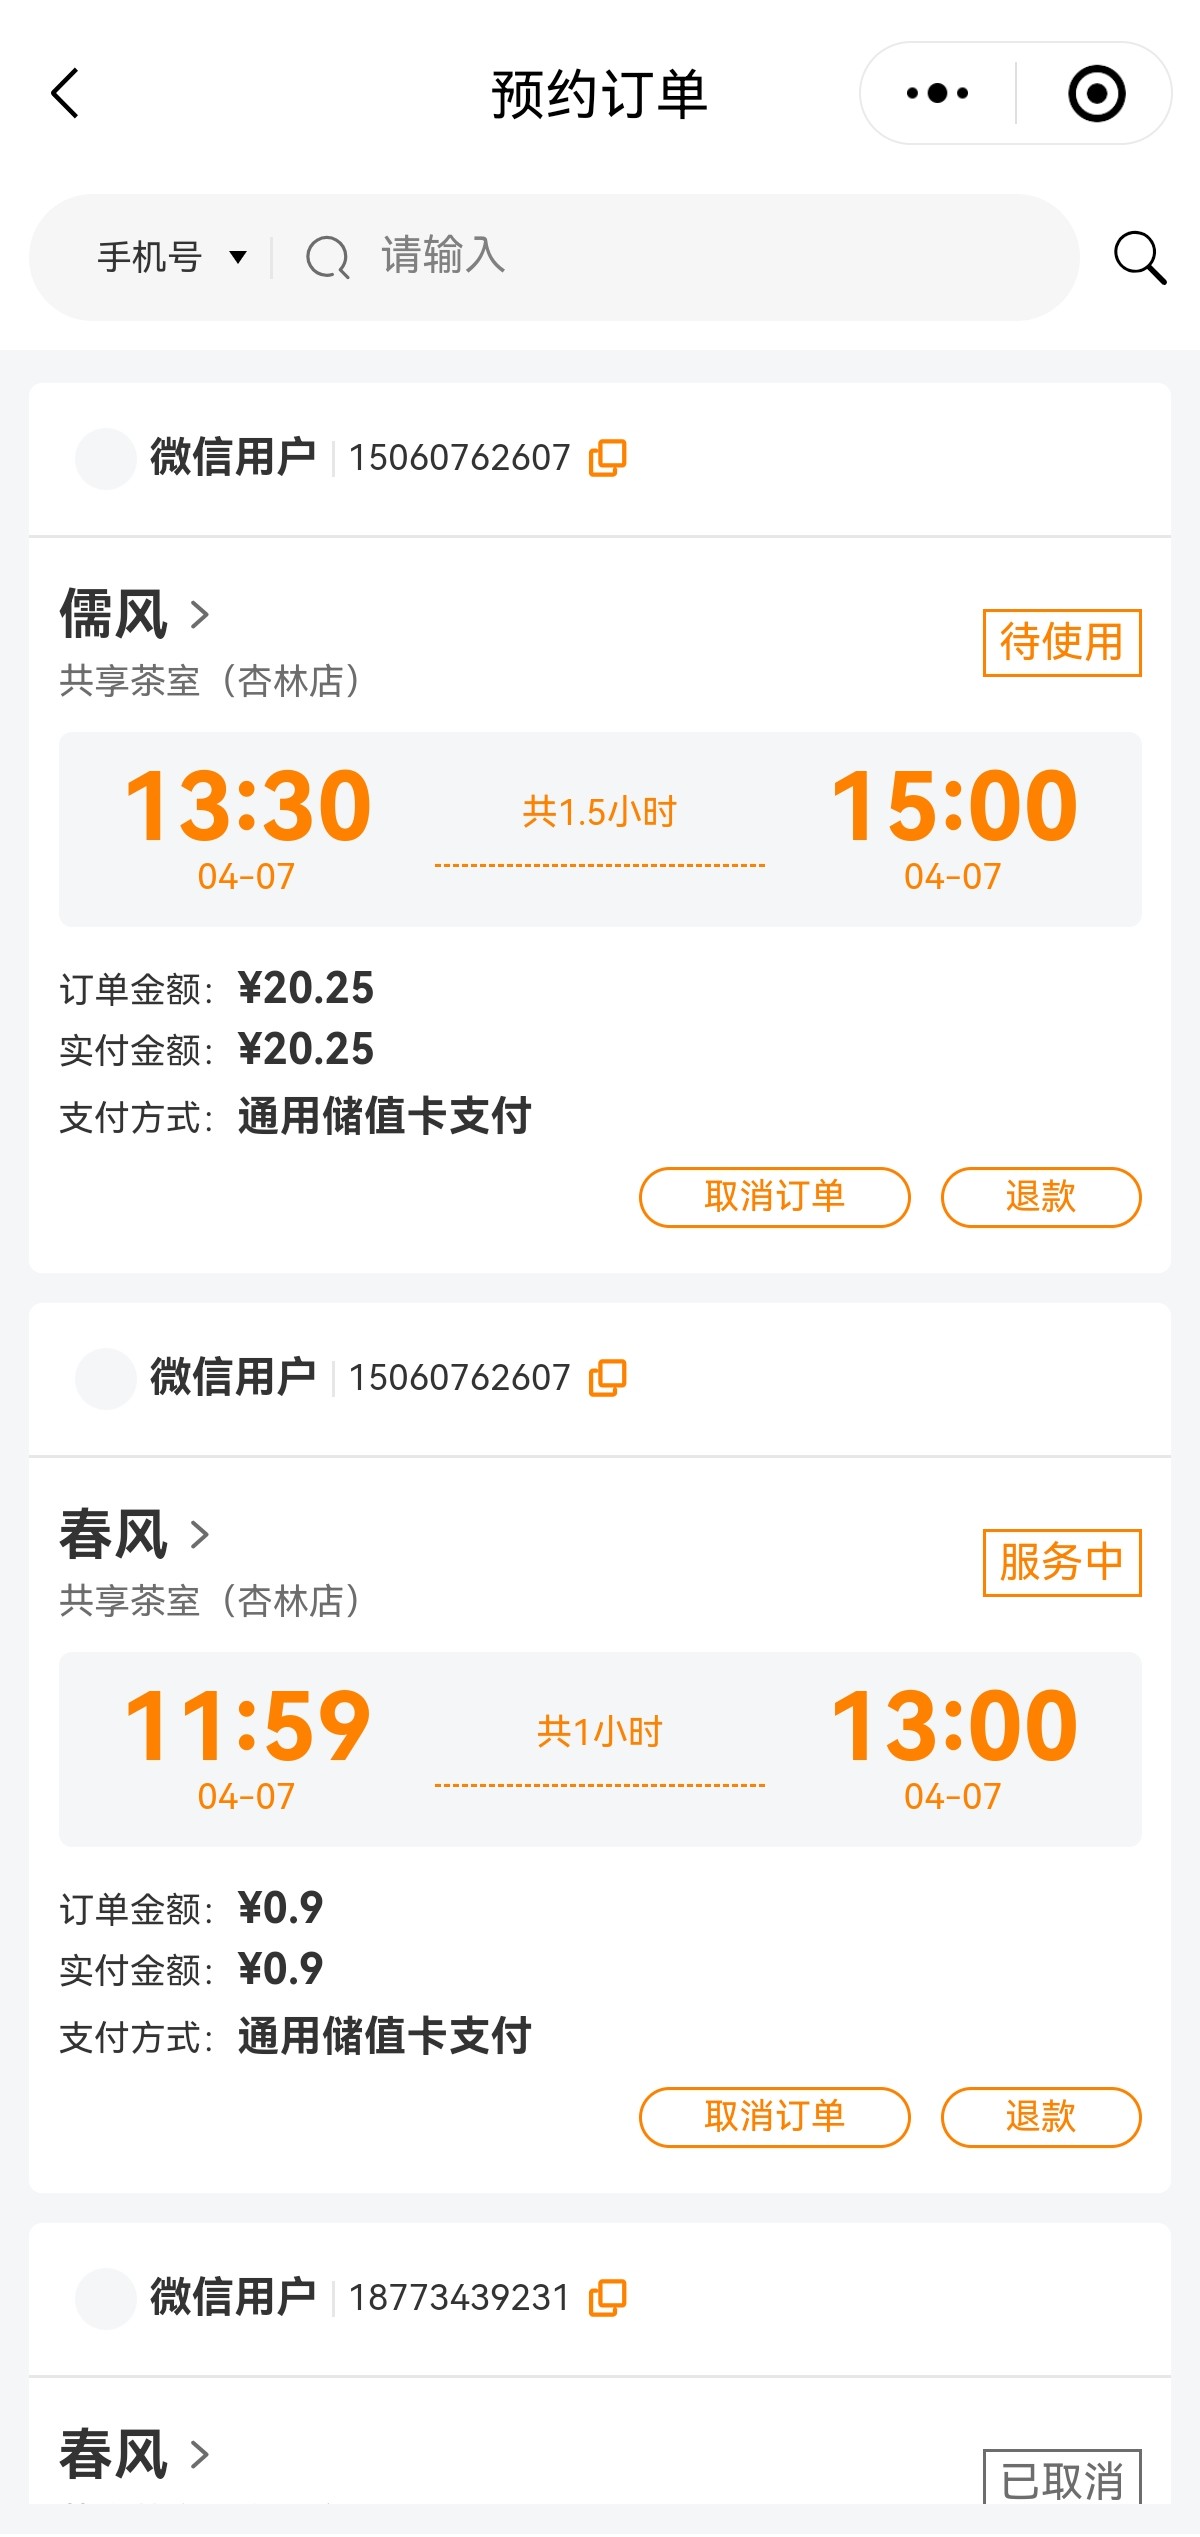 预约订单
手机号 请输入
微信用户 15060762607
儒风
待使用
共享茶室（杏林店）
13:30 共1.5小时 15:00
04-07 04-07
订单金额： ¥20.25
实付金额： ¥20.25
支付方式： 通用储值卡支付
取消订单 退款
微信用户 15060762607
春风
服务中
共享茶室（杏林店）
11:59 共1小时 13:00
04-07 04-07
订单金额： ¥0.9
实付金额： ¥0.9
支付方式： 通用储值卡支付
取消订单 退款
微信用户 18773439231
春风
已取消